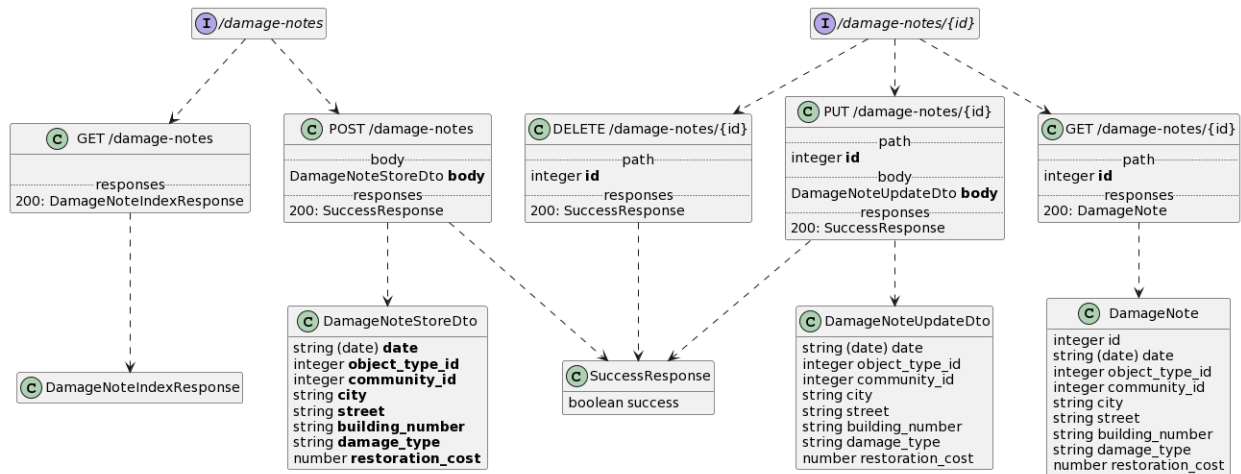 I /damage-notes
I /damage-notes/{id}
C GET /damage-notes
responses
200: DamageNoteIndexResponse
C POST /damage-notes
body
DamageNoteStoreDto body
responses
200: SuccessResponse
C DELETE /damage-notes/{id}
path
integer id
responses
200: SuccessResponse
C PUT /damage-notes/{id}
path
integer id
body
DamageNoteUpdateDto body
responses
200: SuccessResponse
C GET /damage-notes/{id}
path
integer id
responses
200: DamageNote
C DamageNoteIndexResponse
C DamageNoteStoreDto
string (date) date
integer object_type_id
integer community_id
string city
string street
string building_number
string damage_type
number restoration_cost
C SuccessResponse
boolean success
C DamageNoteUpdateDto
string (date) date
integer object_type_id
integer community_id
string city
string street
string building_number
string damage_type
number restoration_cost
C DamageNote
integer id
string (date) date
integer object_type_id
integer community_id
string city
string street
string building_number
string damage_type
number restoration_cost